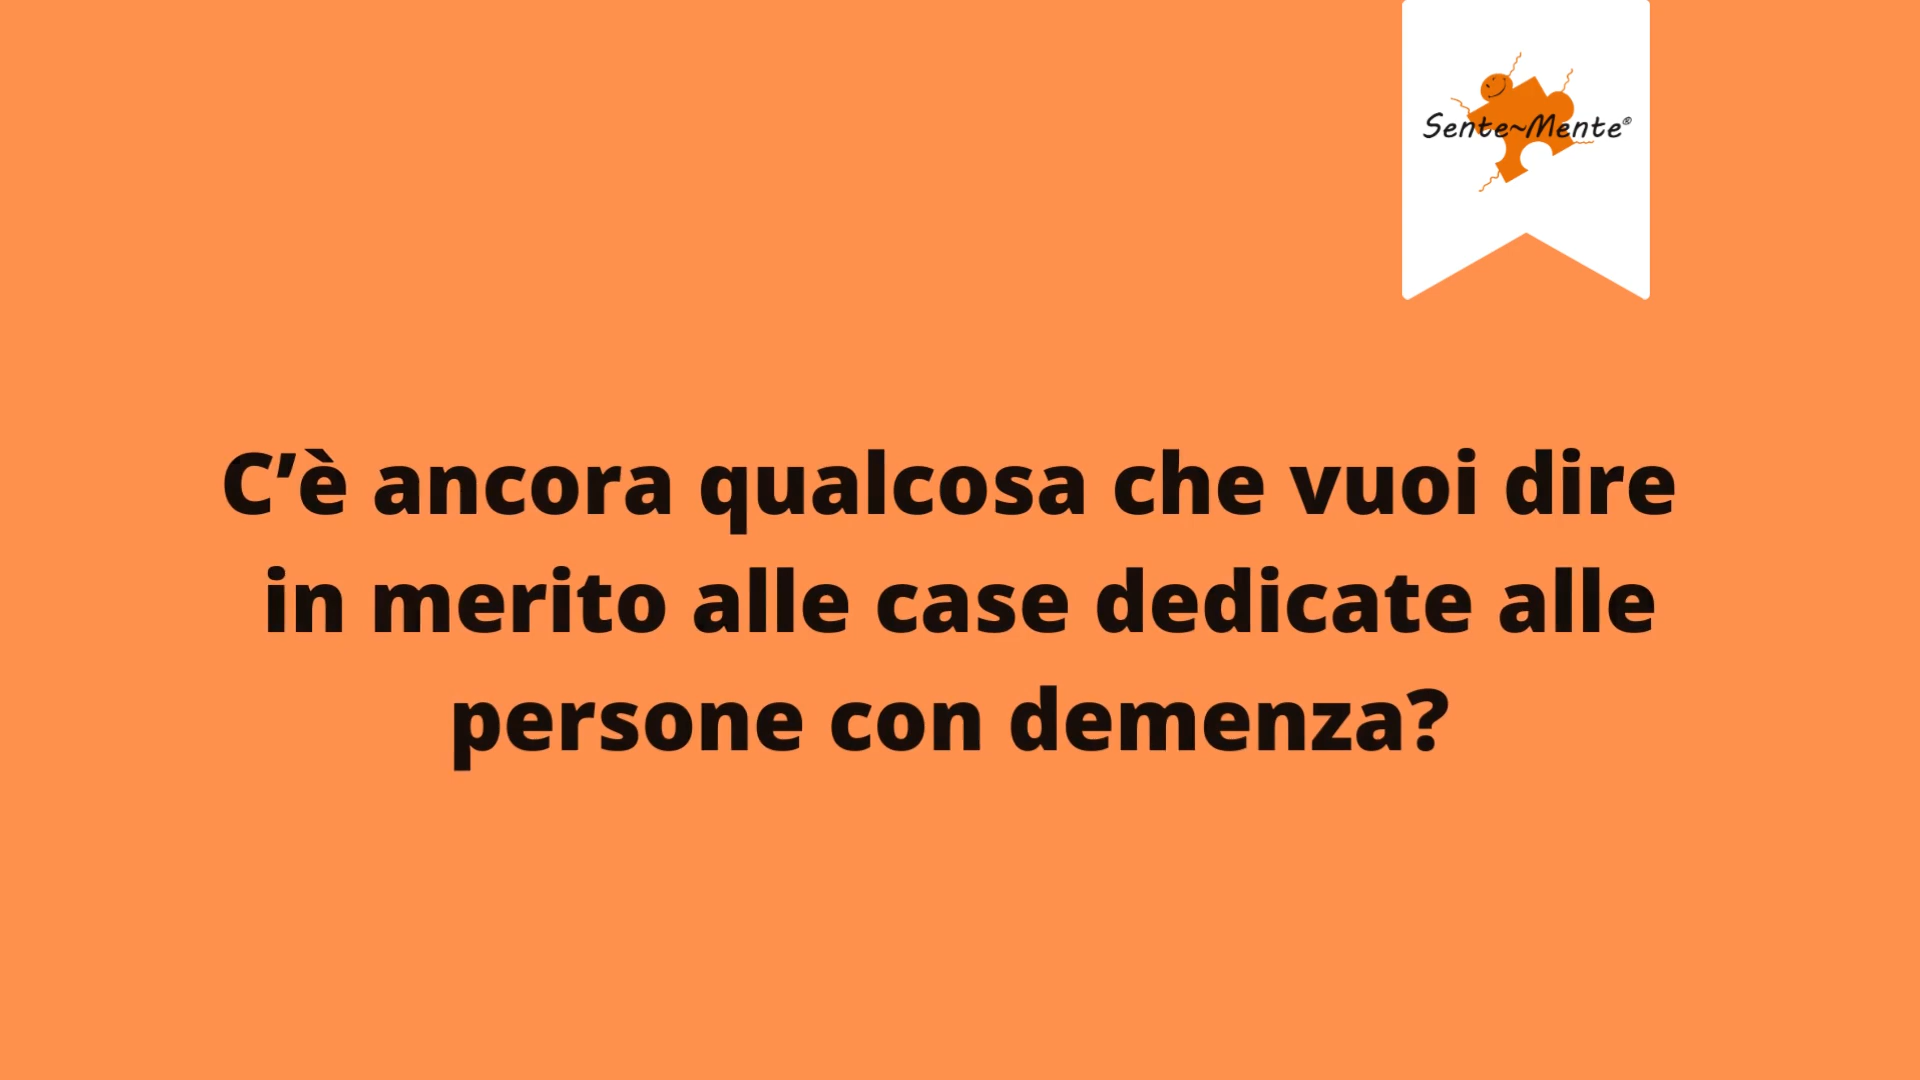 Sente~Mente®
C’è ancora qualcosa che vuoi dire
in merito alle case dedicate alle
persone con demenza?